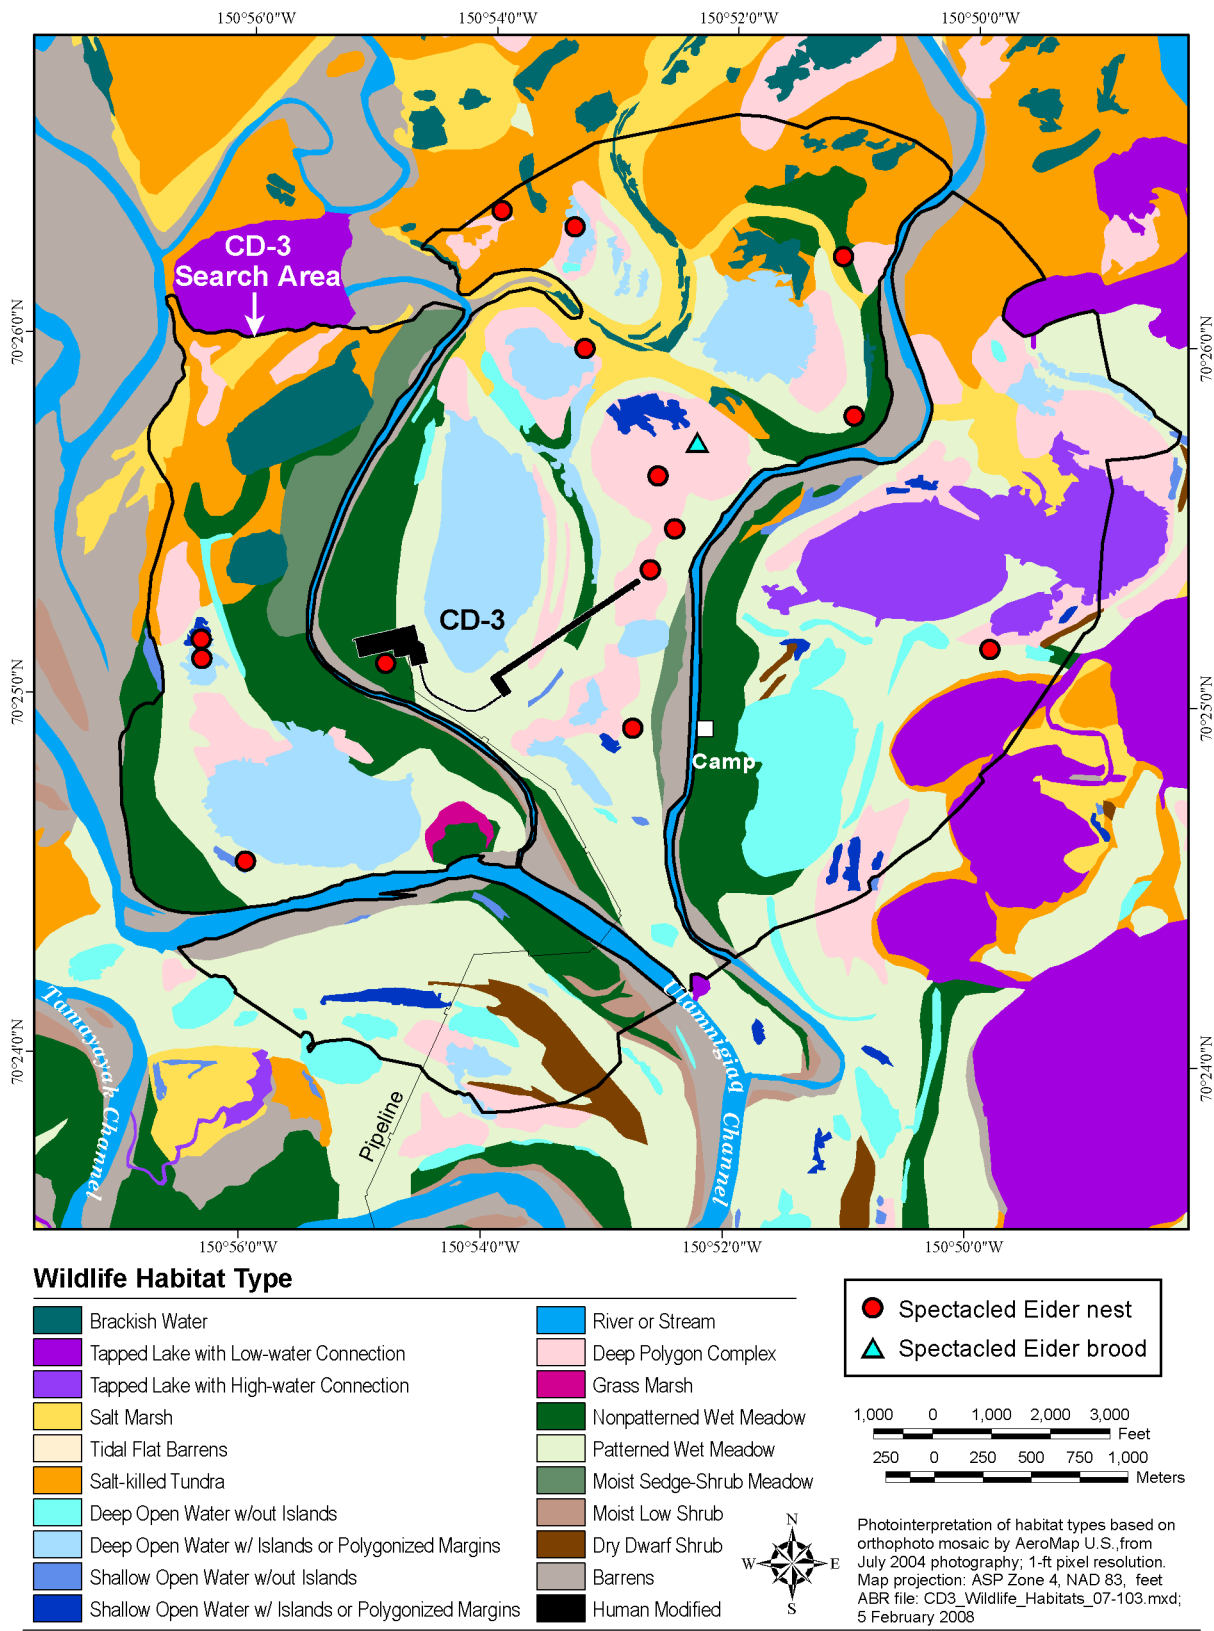 150°56'0"W 150°54'0"W 150°52'0"W 150°50'0"W
CD-3
Search Area
70°26'0"N
70°26'0"N
CD-3
70°25'0"N
70°25'0"N
Camp
70°24'0"N
70°24'0"N
Tamayayak Channel
Ulamnigiaq Channel
Pipeline
150°56'0"W 150°54'0"W 150°52'0"W 150°50'0"W
Wildlife Habitat Type
Brackish Water
Tapped Lake with Low-water Connection
Tapped Lake with High-water Connection
Salt Marsh
Tidal Flat Barrens
Salt-killed Tundra
Deep Open Water w/out Islands
Deep Open Water w/ Islands or Polygonized Margins
Shallow Open Water w/out Islands
Shallow Open Water w/ Islands or Polygonized Margins
River or Stream
Deep Polygon Complex
Grass Marsh
Nonpatterned Wet Meadow
Patterned Wet Meadow
Moist Sedge-Shrub Meadow
Moist Low Shrub
Dry Dwarf Shrub
Barrens
Human Modified
Spectacled Eider nest
Spectacled Eider brood
1,000 0 1,000 2,000 3,000
Feet
250 0 250 500 750 1,000
Meters
N
W E
S
Photointerpretation of habitat types based on
orthophoto mosaic by AeroMap U.S.,from
July 2004 photography; 1-ft pixel resolution.
Map projection: ASP Zone 4, NAD 83, feet
ABR file: CD3_Wildlife_Habitats_07-103.mxd;
5 February 2008